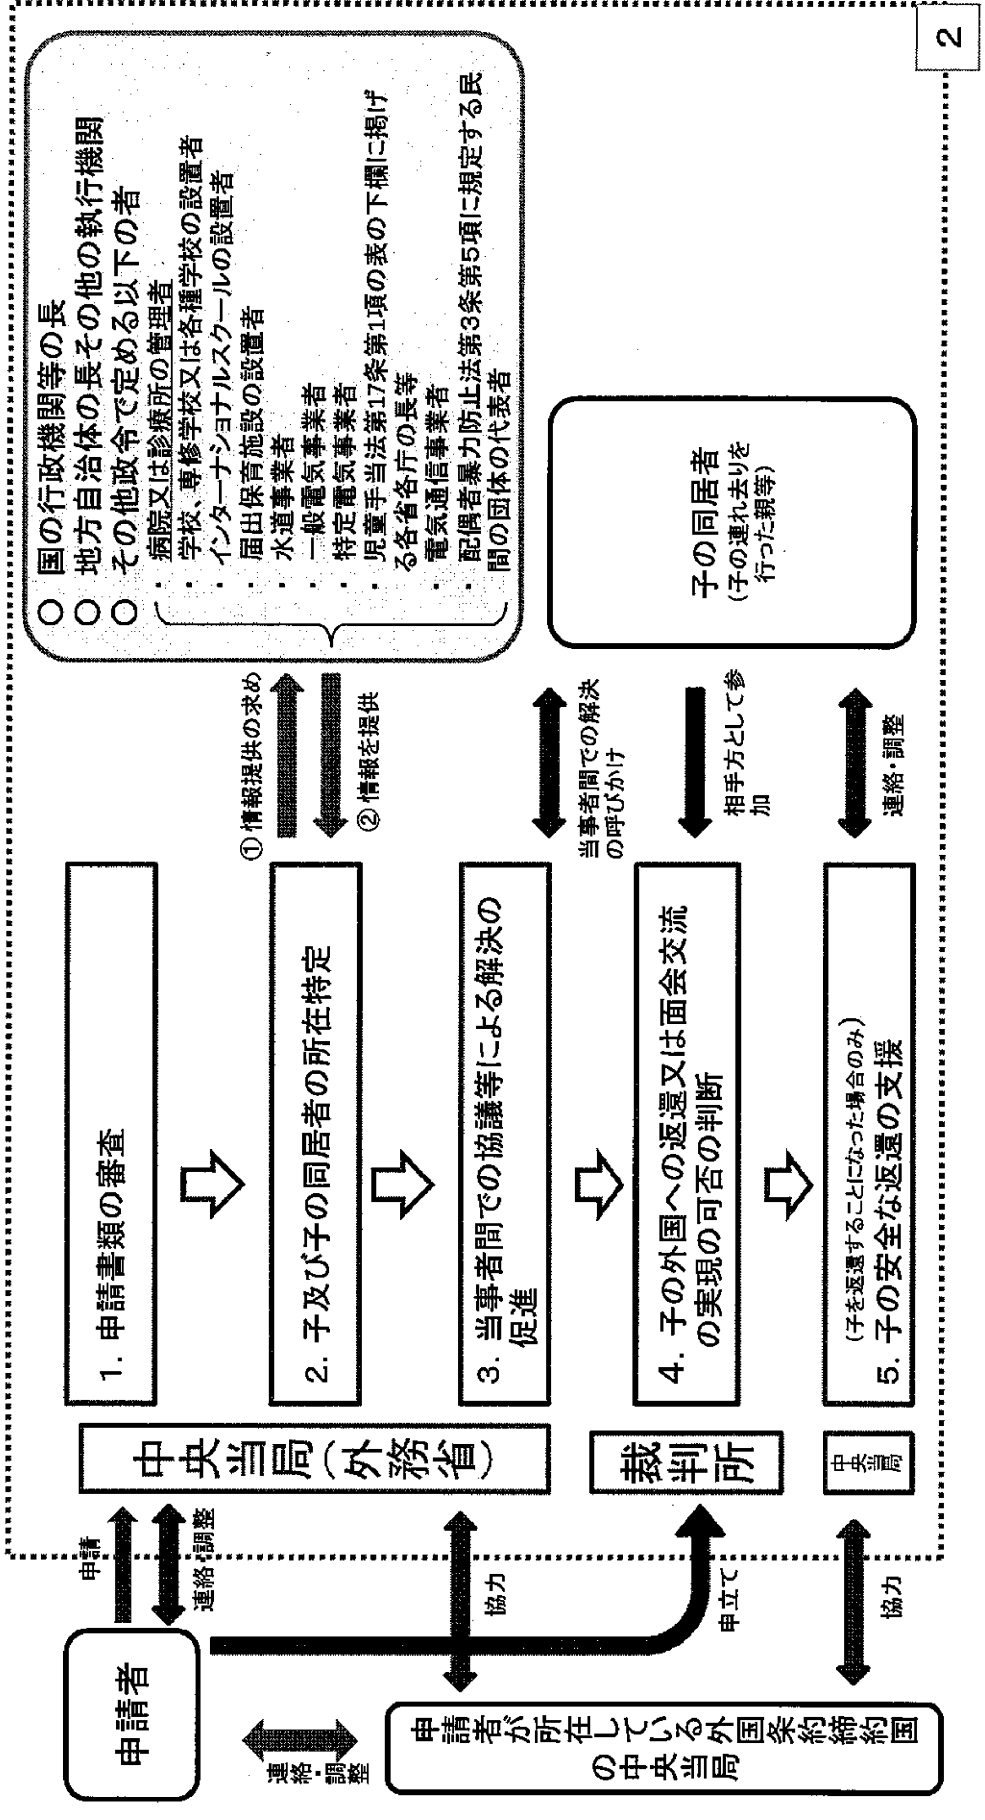 申請者
連絡・調整
申請者が所在している外国条約締約国
の中央当局
申請
連絡・調整
協力
申立て
協力
中央当局(外務省)
裁判所
中央
当局
1. 申請書類の審査
2. 子及び子の同居者の所在特定
3. 当事者間での協議等による解決の
促進
4. 子の外国への返還又は面会交流
の実現の可否の判断
(子を返還することになった場合のみ)
5. 子の安全な返還の支援
① 情報提供の求め
② 情報を提供
当事者間での解決
の呼びかけ
相手方として参
加
連絡・調整
○ 国の行政機関等の長
○ 地方自治体の長その他の執行機関
○ その他政令で定める以下の者
・ 病院又は診療所の管理者
・ 学校、専修学校又は各種学校の設置者
・ インターナショナルスクールの設置者
・ 届出保育施設の設置者
・ 水道事業者
・ 一般電気事業者
・ 特定電気事業者
・ 児童手当法第17条第1項の表の下欄に掲げ
る各省各庁の長等
・ 電気通信事業者
・ 配偶者暴力防止法第3条第5項に規定する民
間の団体の代表者
子の同居者
(子の連れ去りを
行った親等)
2